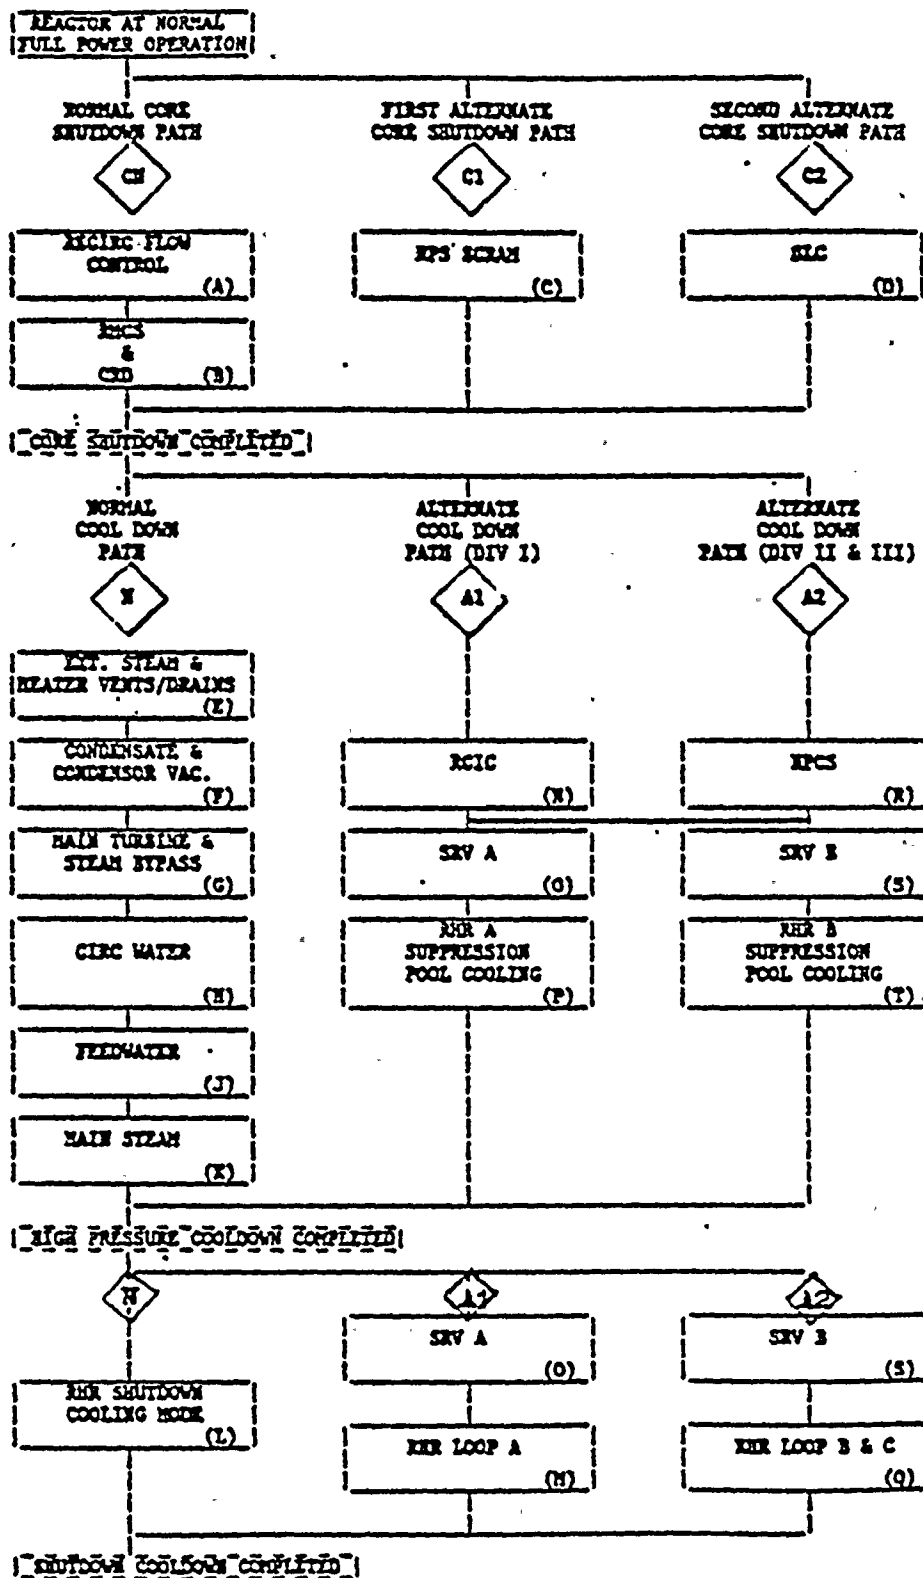 REACTOR AT NORMAL
FULL POWER OPERATION
NORMAL CORE
SHUTDOWN PATH
CN
FIRST ALTERNATE
CORE SHUTDOWN PATH
C1
SECOND ALTERNATE
CORE SHUTDOWN PATH
C2
RECIRC FLOW
CONTROL
(A)
RPS SCRAM
(C)
SLC
(D)
RMCS
&
CRD
(B)
CORE SHUTDOWN COMPLETED
NORMAL
COOL DOWN
PATH
N
ALTERNATE
COOL DOWN
PATH (DIV I)
A1
ALTERNATE
COOL DOWN
PATH (DIV II & III)
A2
EXT. STEAM &
HEATER VENTS/DRAINS
(E)
CONDENSATE &
CONDENSOR VAC.
(F)
RCIC
(N)
HPCS
(R)
MAIN TURBINE &
STEAM BYPASS
(G)
SRV A
(O)
SRV B
(S)
CIRC WATER
(H)
RHR A
SUPPRESSION
POOL COOLING
(P)
RHR B
SUPPRESSION
POOL COOLING
(T)
FEEDWATER
(J)
MAIN STEAM
(K)
HIGH PRESSURE COOLDOWN COMPLETED
N
A1
A2
SRV A
(O)
SRV B
(S)
RHR SHUTDOWN
COOLING MODE
(L)
RHR LOOP A
(M)
RHR LOOP B & C
(Q)
SHUTDOWN COOLDOWN COMPLETED